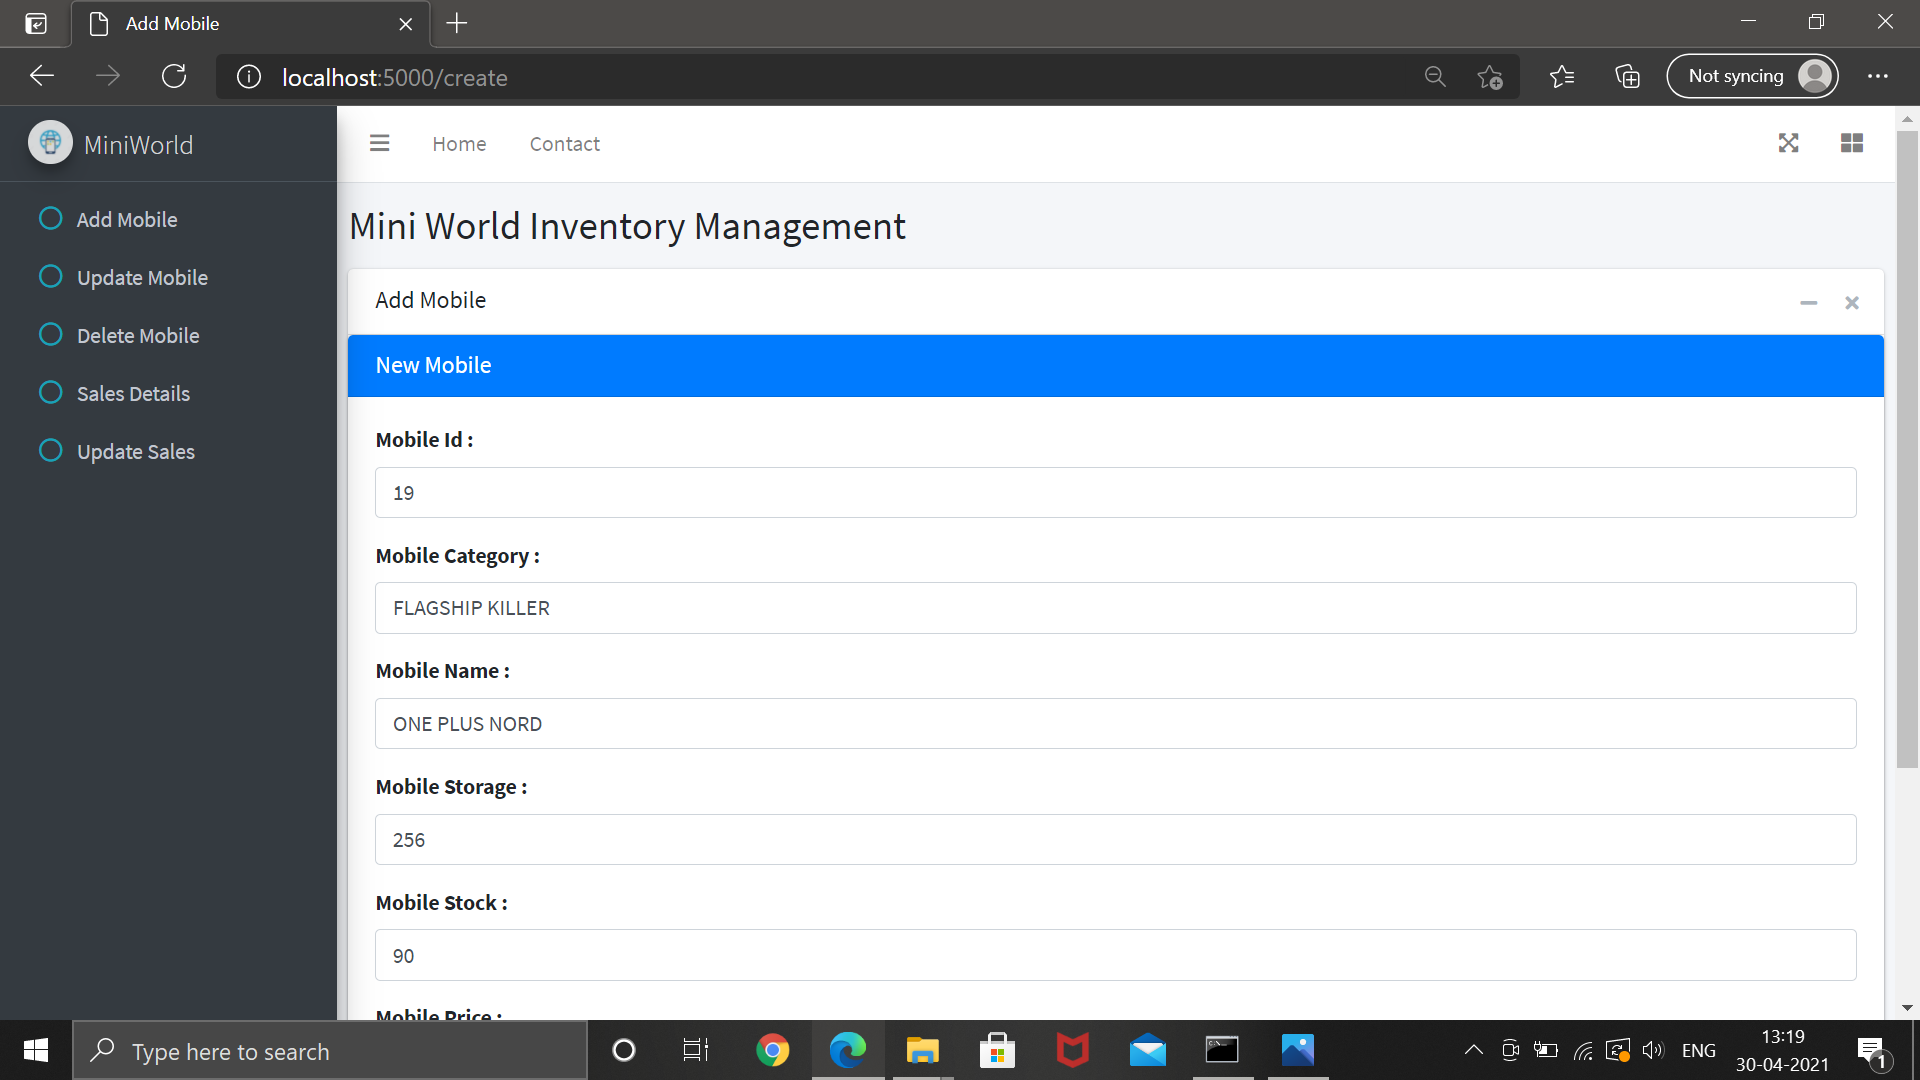 Add Mobile
localhost:5000/create
Not syncing
MiniWorld
Home
Contact
Add Mobile
Update Mobile
Delete Mobile
Sales Details
Update Sales
Mini World Inventory Management
Add Mobile
New Mobile
Mobile Id :
19
Mobile Category :
FLAGSHIP KILLER
Mobile Name :
ONE PLUS NORD
Mobile Storage :
256
Mobile Stock :
90
Mobile Price :
Type here to search
ENG
13:19
30-04-2021
1